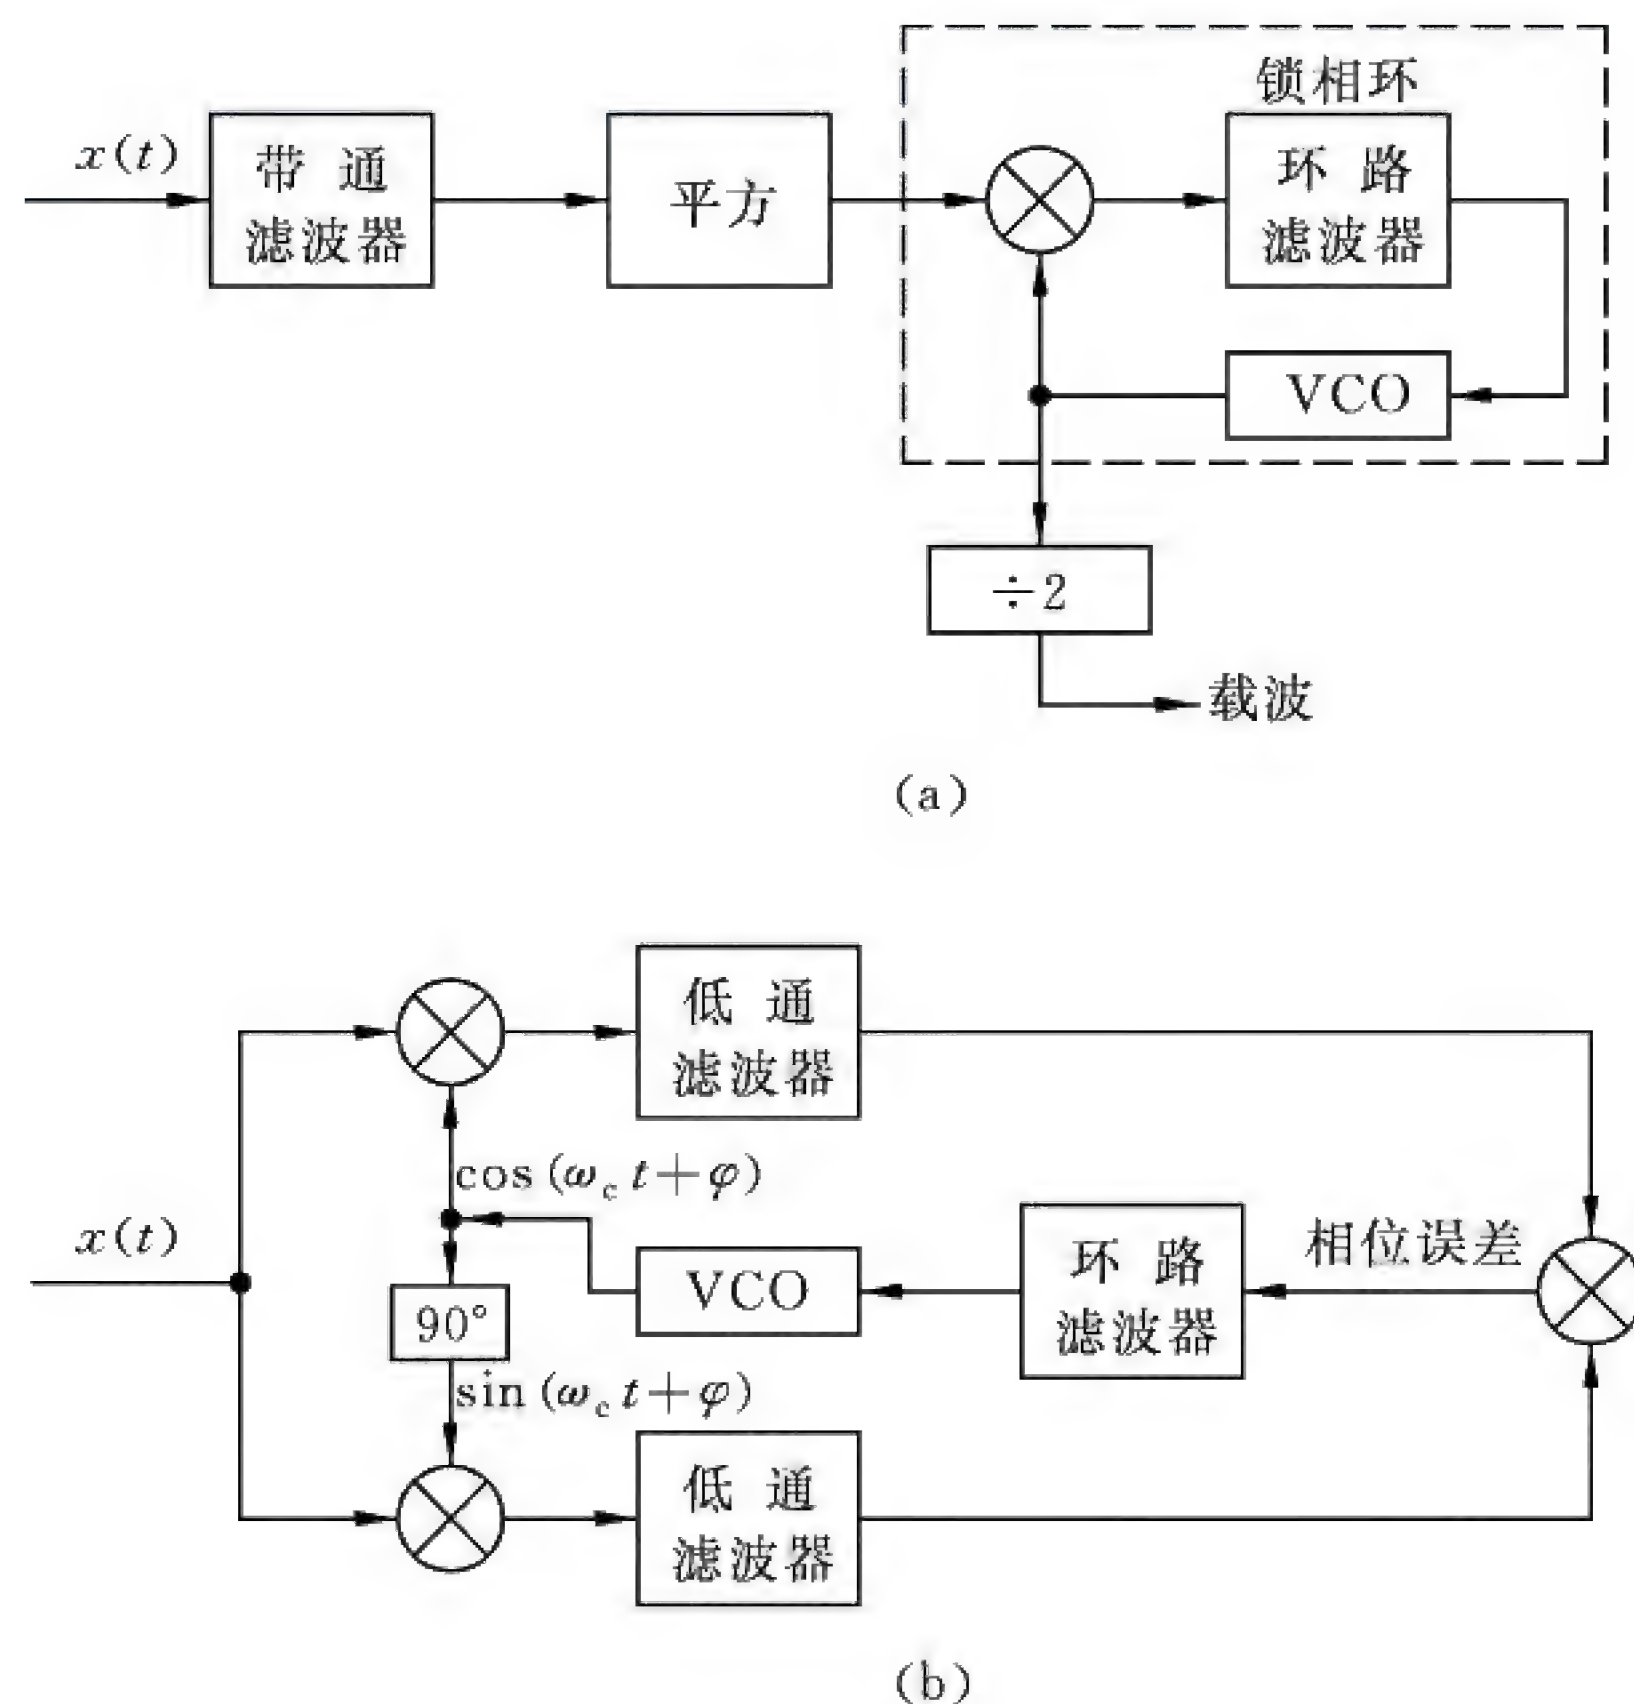 锁相环
x(t)
带通
滤波器
平方
环路
滤波器
VCO
÷2
载波
(a)
低通
滤波器
cos(ω_c t+φ)
x(t)
90°
VCO
环路
滤波器
相位误差
sin(ω_c t+φ)
低通
滤波器
(b)